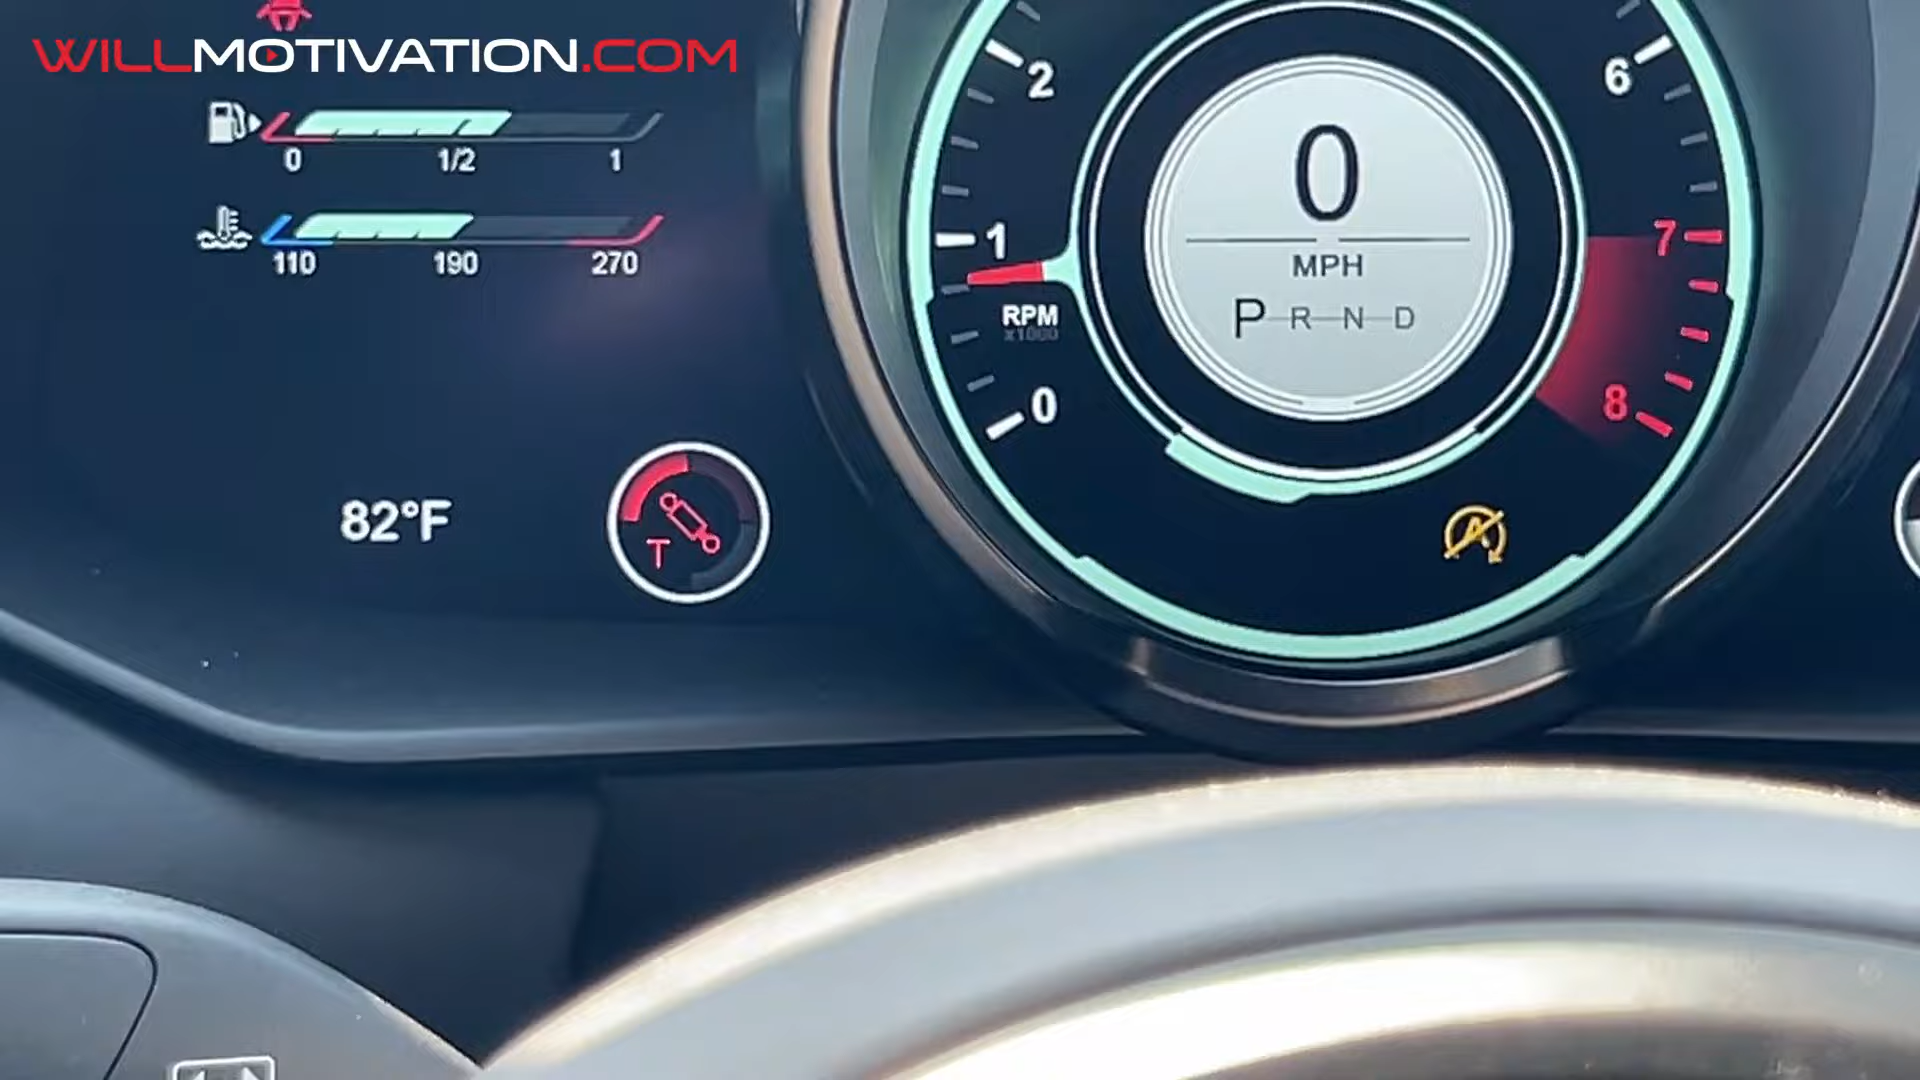 WILLMOTIVATION.COM
0 1/2 1
110 190 270
82°F
T
2
1
RPM
x1000
0
0
MPH
P R N D
6
7
8
A